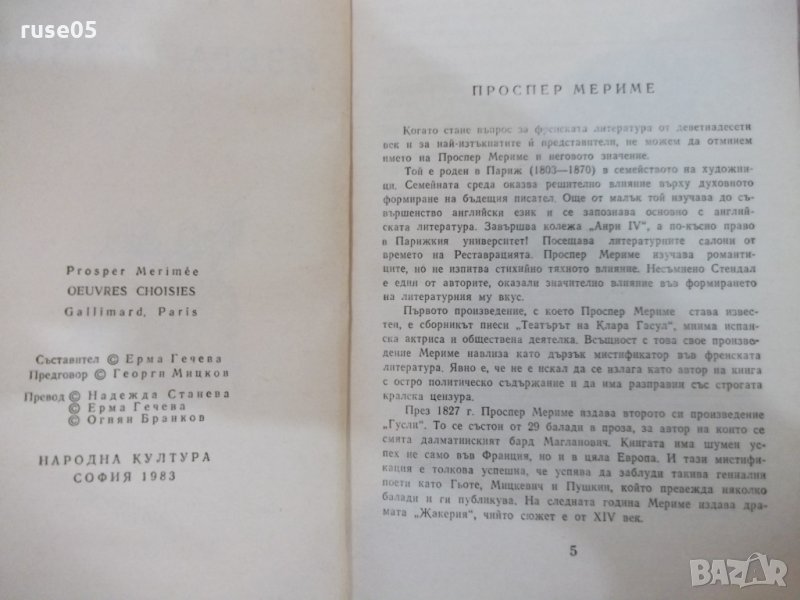 ruse05
Prosper Merimée
OEUVRES CHOISIES
Gallimard, Paris
Съставител © Ерма Гечева
Предговор © Георги Мицков
Превод © Надежда Станева
© Ерма Гечева
© Огнян Бранков
НАРОДНА КУЛТУРА
СОФИЯ 1983
ПРОСПЕР МЕРИМЕ
Когато стане въпрос за френската литература от деветнадесети
век и за най-изтъкнатите ѝ представители, не можем да отминем
името на Проспер Мериме и неговото значение.
Той е роден в Париж (1803—1870) в семейството на художни-
ци. Семейната среда оказва решително влияние върху духовното
формиране на бъдещия писател. Още от малък той изучава до съ-
вършенство английски език и се запознава основно с англий-
ската литература. Завършва колежа „Анри IV“, а по-късно право
в Парижкия университет! Посещава литературните салони от
времето на Реставрацията. Проспер Мериме изучава романти-
ците, но не изпитва стихийно тяхното влияние. Несъмнено Стендал
е един от авторите, оказали значително влияние във формирането
на литературния му вкус.
Първото произведение, с което Проспер Мериме става извес-
тен, е сборникът пиеси „Театърът на Клара Гасул“, мнима испан-
ска актриса и обществена деятелка. Всъщност с това свое произ-
ведение Мериме навлиза като дързък мистификатор във френската
литература. Явно е, че не е искал да се излага като автор на книга
с остро политическо съдържание и да има разправии със строгата
кралска цензура.
През 1827 г. Проспер Мериме издава второто си произведение
„Гусли“. То се състои от 29 балади в проза, за автор на които се
смята далматинският бард Магланович. Книгата има шумен ус-
пех не само във Франция, но и в цяла Европа. И тази мистифи-
кация е толкова успешна, че успява да заблуди такива гениални
поети като Гьоте, Мицкевич и Пушкин, който превежда няколко
балади и ги публикува. На следната година Мериме издава дра-
мата „Жакерия“, чийто сюжет е от XIV век.
5
BAZAR